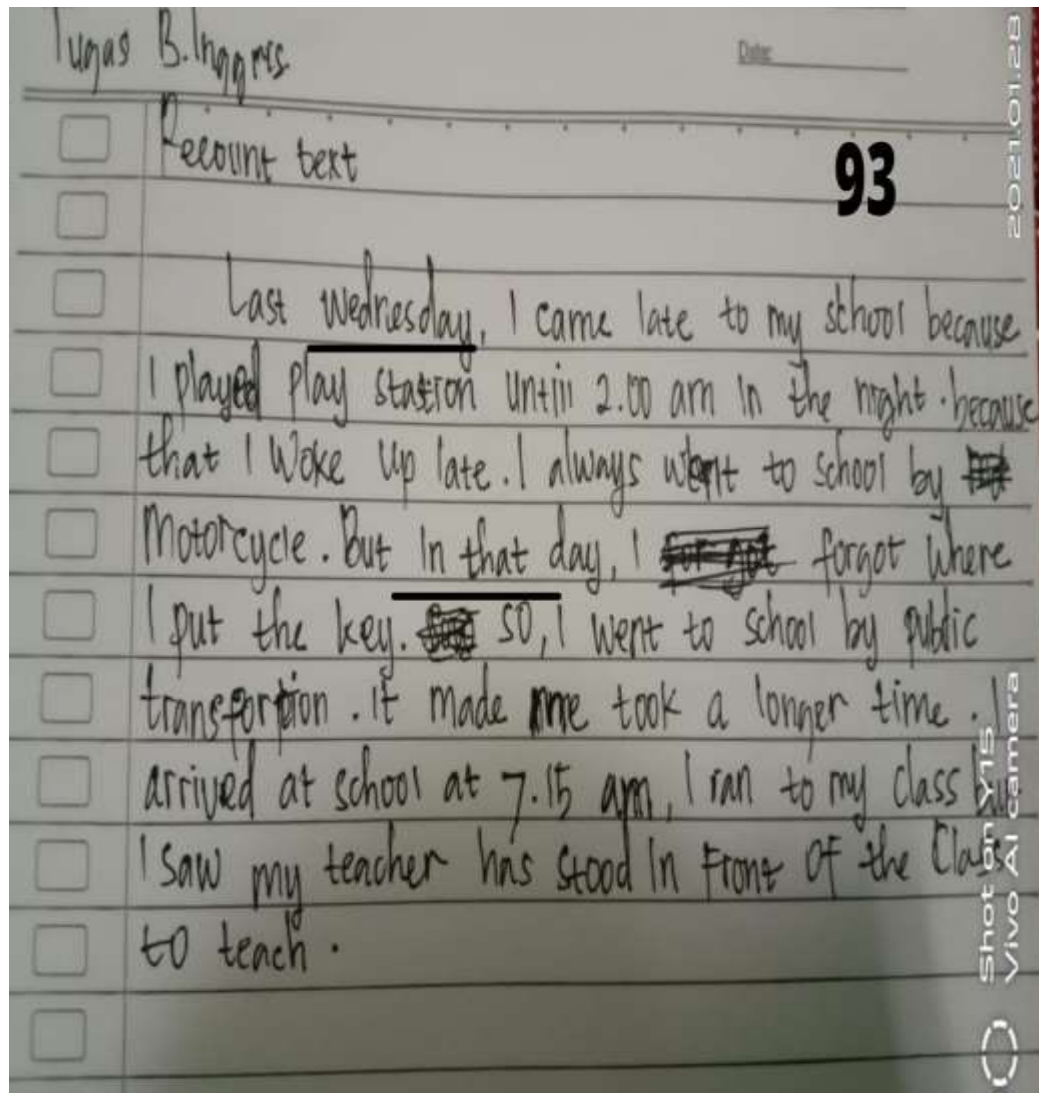 Tugas B.Inggris.
Date:
Recount text
93
Last Wednesday, I came late to my school because
I played play station untill 2.00 am in the night. because
that I Woke up late. I always went to school by
Motorcycle. But in that day, I forgot where
I put the key. so, I went to school by public
transportion. it made me took a longer time. I
arrived at school at 7.15 am, I ran to my class but
I saw my teacher has stood in Front OF the Class
to teach.
2021.01.28
Shot on Y15
Vivo AI camera